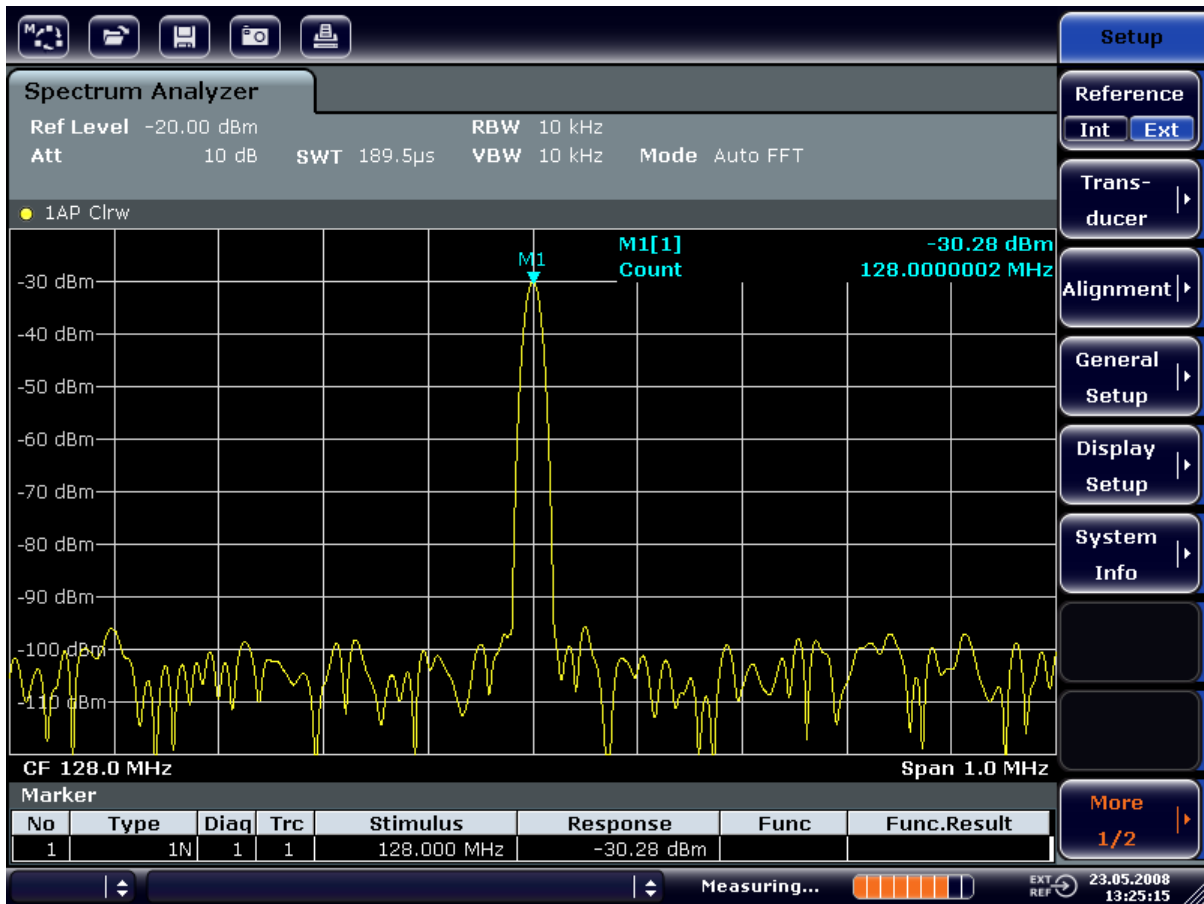 M
Setup
Spectrum Analyzer
Ref Level -20.00 dBm RBW 10 kHz
Att 10 dB SWT 189.5µs VBW 10 kHz Mode Auto FFT
1AP Clrw
M1[1] -30.28 dBm
Count 128.0000002 MHz
M1
-30 dBm
-40 dBm
-50 dBm
-60 dBm
-70 dBm
-80 dBm
-90 dBm
-100 dBm
-110 dBm
CF 128.0 MHz Span 1.0 MHz
Marker
No Type Diaq Trc Stimulus Response Func Func.Result
1 1N 1 1 128.000 MHz -30.28 dBm
Measuring...
EXT REF
23.05.2008
13:25:15
Reference
Int Ext
Trans-
ducer
Alignment
General
Setup
Display
Setup
System
Info
More
1/2